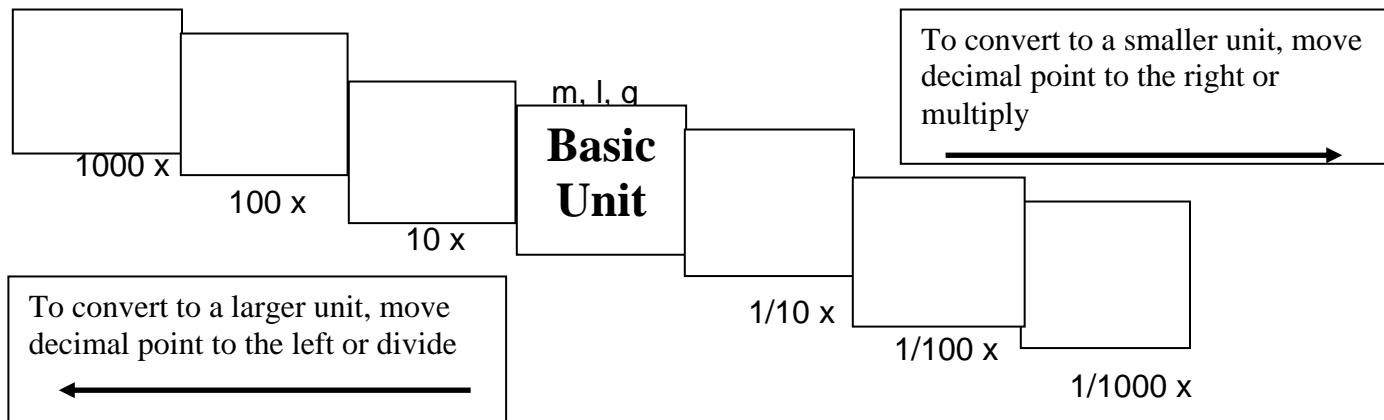 To convert to a smaller unit, move
decimal point to the right or
multiply
m, l, g
Basic
Unit
1000 x
100 x
10 x
1/10 x
1/100 x
1/1000 x
To convert to a larger unit, move
decimal point to the left or divide